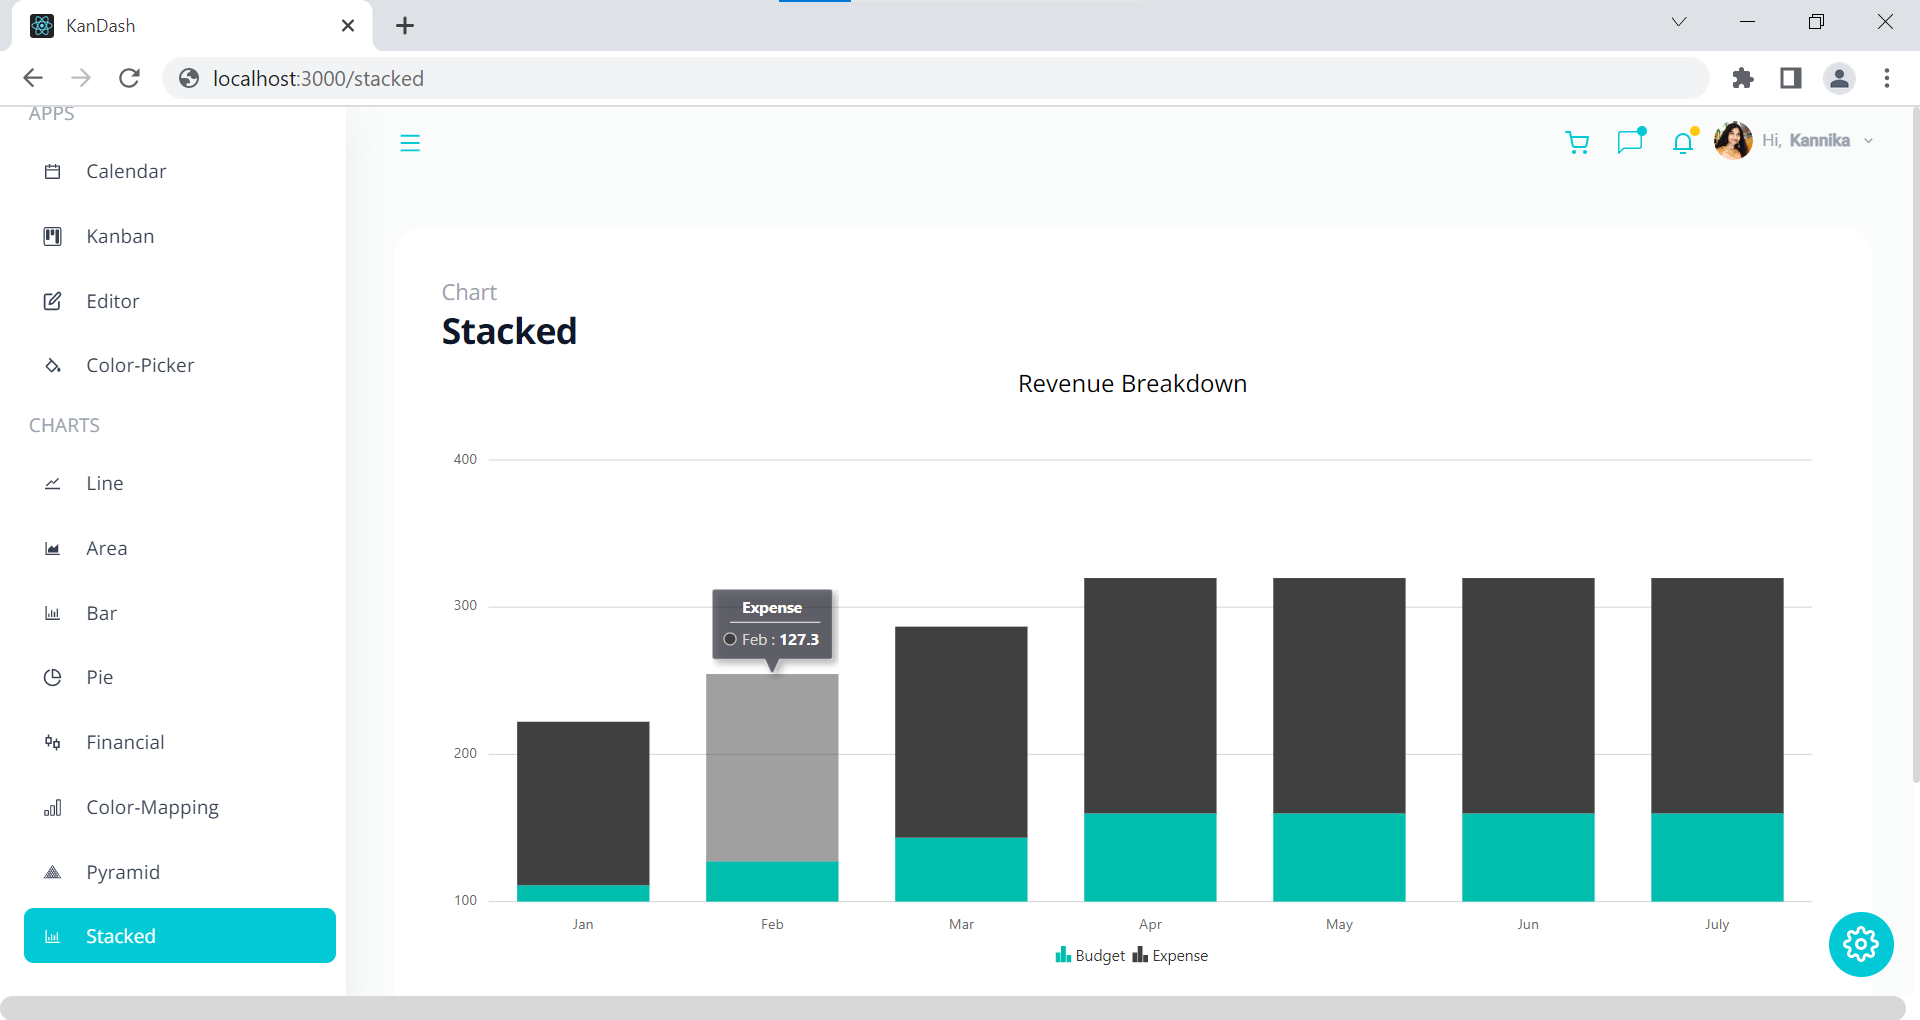 KanDash
localhost:3000/stacked
APPS
Calendar
Kanban
Editor
Color-Picker
CHARTS
Line
Area
Bar
Pie
Financial
Color-Mapping
Pyramid
Stacked
Hi, Kannika
Chart
Stacked
Revenue Breakdown
400
300
200
100
Expense
Feb : 127.3
Jan Feb Mar Apr May Jun July
Budget Expense